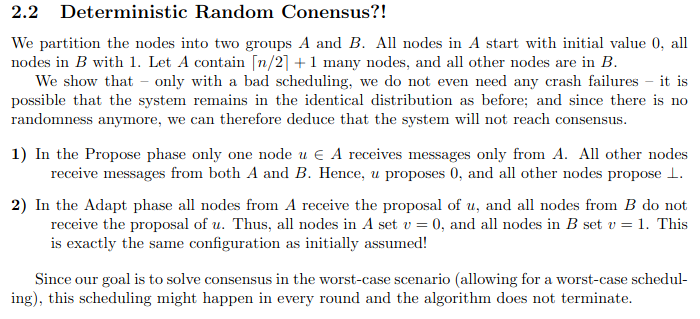 2.2 Deterministic Random Conensus?!
We partition the nodes into two groups A and B. All nodes in A start with initial value 0, all
nodes in B with 1. Let A contain ⌈n/2⌉ + 1 many nodes, and all other nodes are in B.
We show that – only with a bad scheduling, we do not even need any crash failures – it is
possible that the system remains in the identical distribution as before; and since there is no
randomness anymore, we can therefore deduce that the system will not reach consensus.
1) In the Propose phase only one node u ∈ A receives messages only from A. All other nodes
receive messages from both A and B. Hence, u proposes 0, and all other nodes propose ⊥.
2) In the Adapt phase all nodes from A receive the proposal of u, and all nodes from B do not
receive the proposal of u. Thus, all nodes in A set v = 0, and all nodes in B set v = 1. This
is exactly the same configuration as initially assumed!
Since our goal is to solve consensus in the worst-case scenario (allowing for a worst-case schedul-
ing), this scheduling might happen in every round and the algorithm does not terminate.